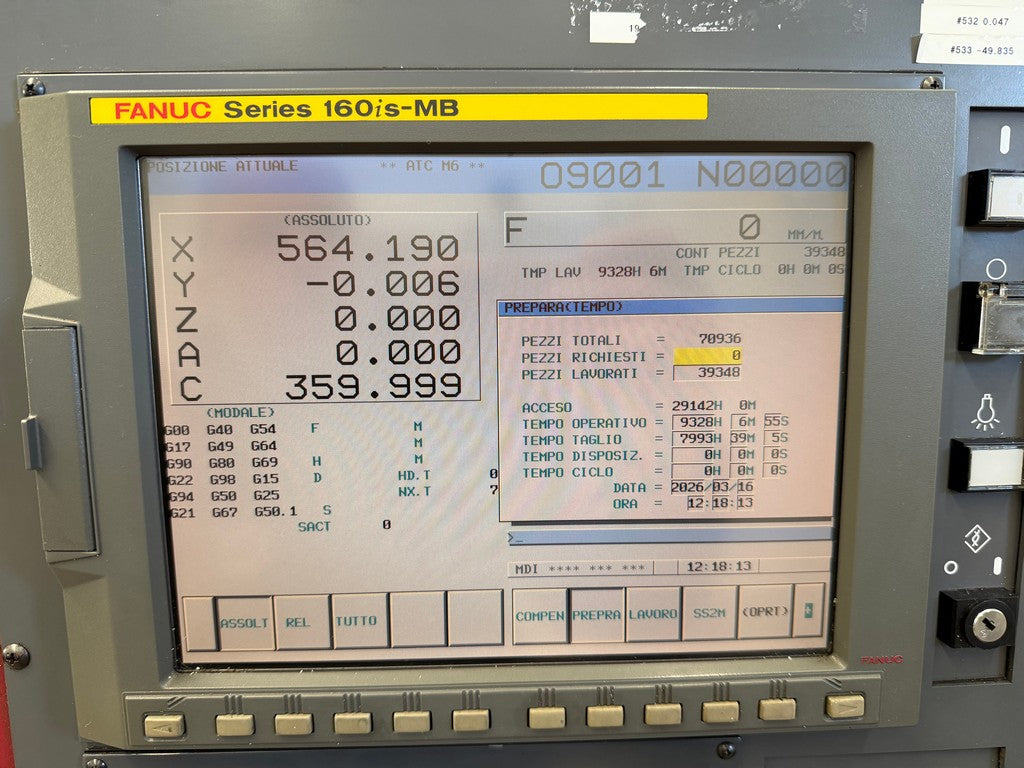 19
#532 0.047
#533 -49.835
FANUC Series 160is-MB
POSIZIONE ATTUALE ** ATC M6 ** O9001 N00000
(ASSOLUTO)
X 564.190
Y -0.006
Z 0.000
A 0.000
C 359.999
F 0 MM/M.
CONT PEZZI 39348
TMP LAV 9328H 6M TMP CICLO 0H 0M 0S
(MODALE)
G00 G40 G54 F M
G17 G49 G64 M
G90 G80 G69 H M
G22 G98 G15 D HD.T 0
G94 G50 G25 NX.T 7
G21 G67 G50.1 S
SACT 0
PREPARA(TEMPO)
PEZZI TOTALI = 70936
PEZZI RICHIESTI = 0
PEZZI LAVORATI = 39348
ACCESO = 29142H 0M
TEMPO OPERATIVO = 9328H 6M 55S
TEMPO TAGLIO = 7993H 39M 5S
TEMPO DISPOSIZ. = 0H 0M 0S
TEMPO CICLO = 0H 0M 0S
DATA = 2026/03/16
ORA = 12:18:13
>_
MDI **** *** *** 12:18:13
ASSOLT REL TUTTO COMPEN PREPRA LAVORO SS2M (OPRT) +
FANUC